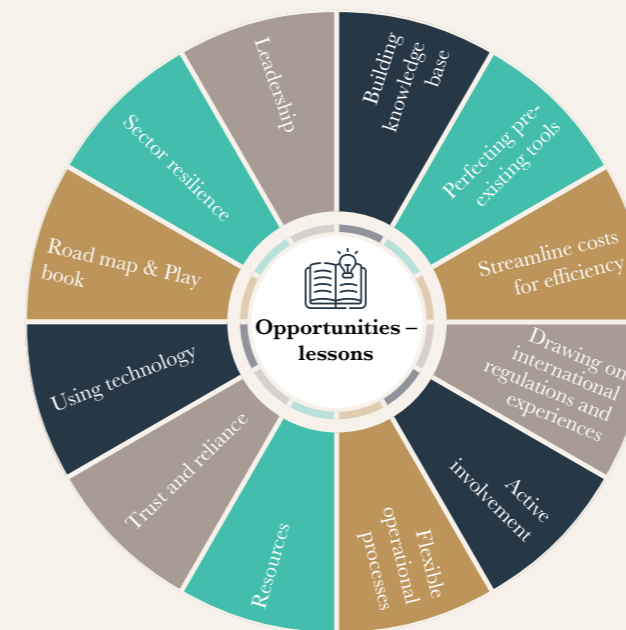 Opportunities –
lessons
Building
knowledge
base
Perfecting pre-
existing tools
Streamline costs
for efficiency
Drawing on
international
regulations and
experiences
Active
involvement
Flexible
operational
processes
Resources
Trust and reliance
Using technology
Road map & Play
book
Sector resilience
Leadership